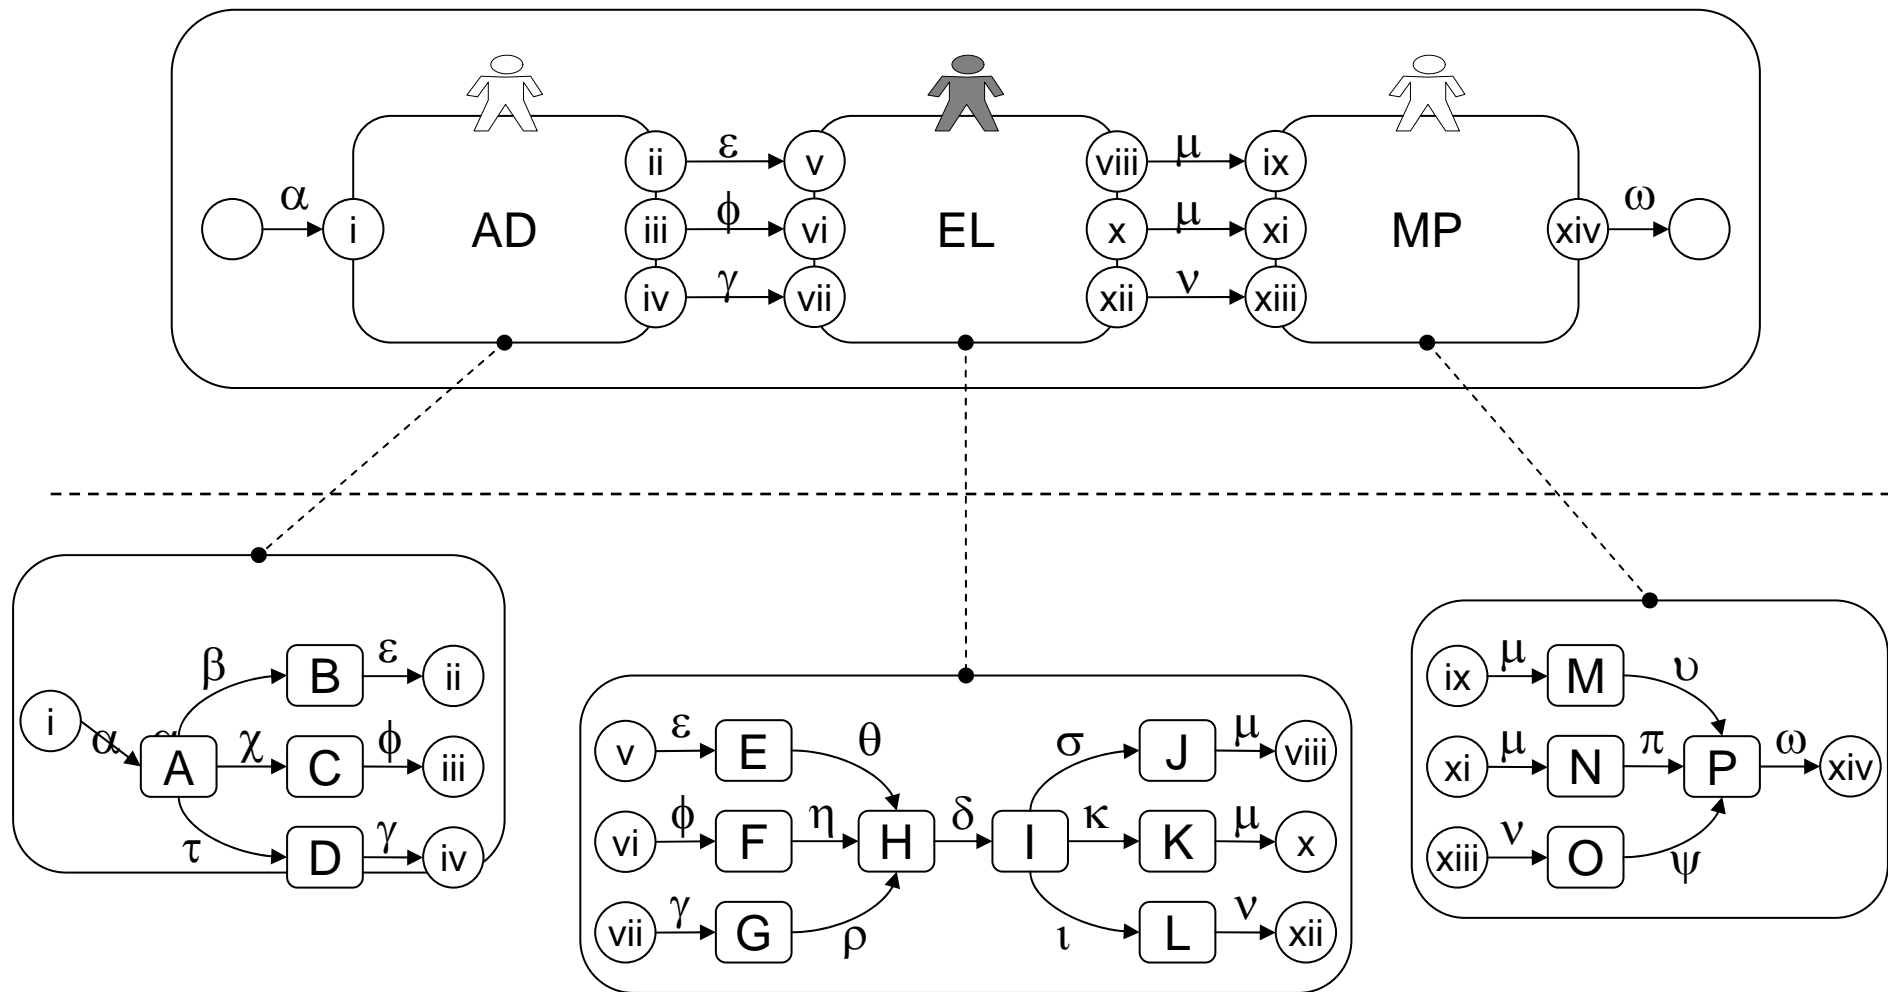 α i AD ii ε v EL viii μ ix MP xiv ω
iii φ vi x μ xi
iv γ vii xii ν xiii
i α α A
β B ε ii
χ C φ iii
τ D γ iv
v ε E θ
vi φ F η H δ I
vii γ G ρ
σ J μ viii
κ K μ x
ι L ν xii
ix μ M υ
xi μ N π P ω xiv
xiii ν O ψ